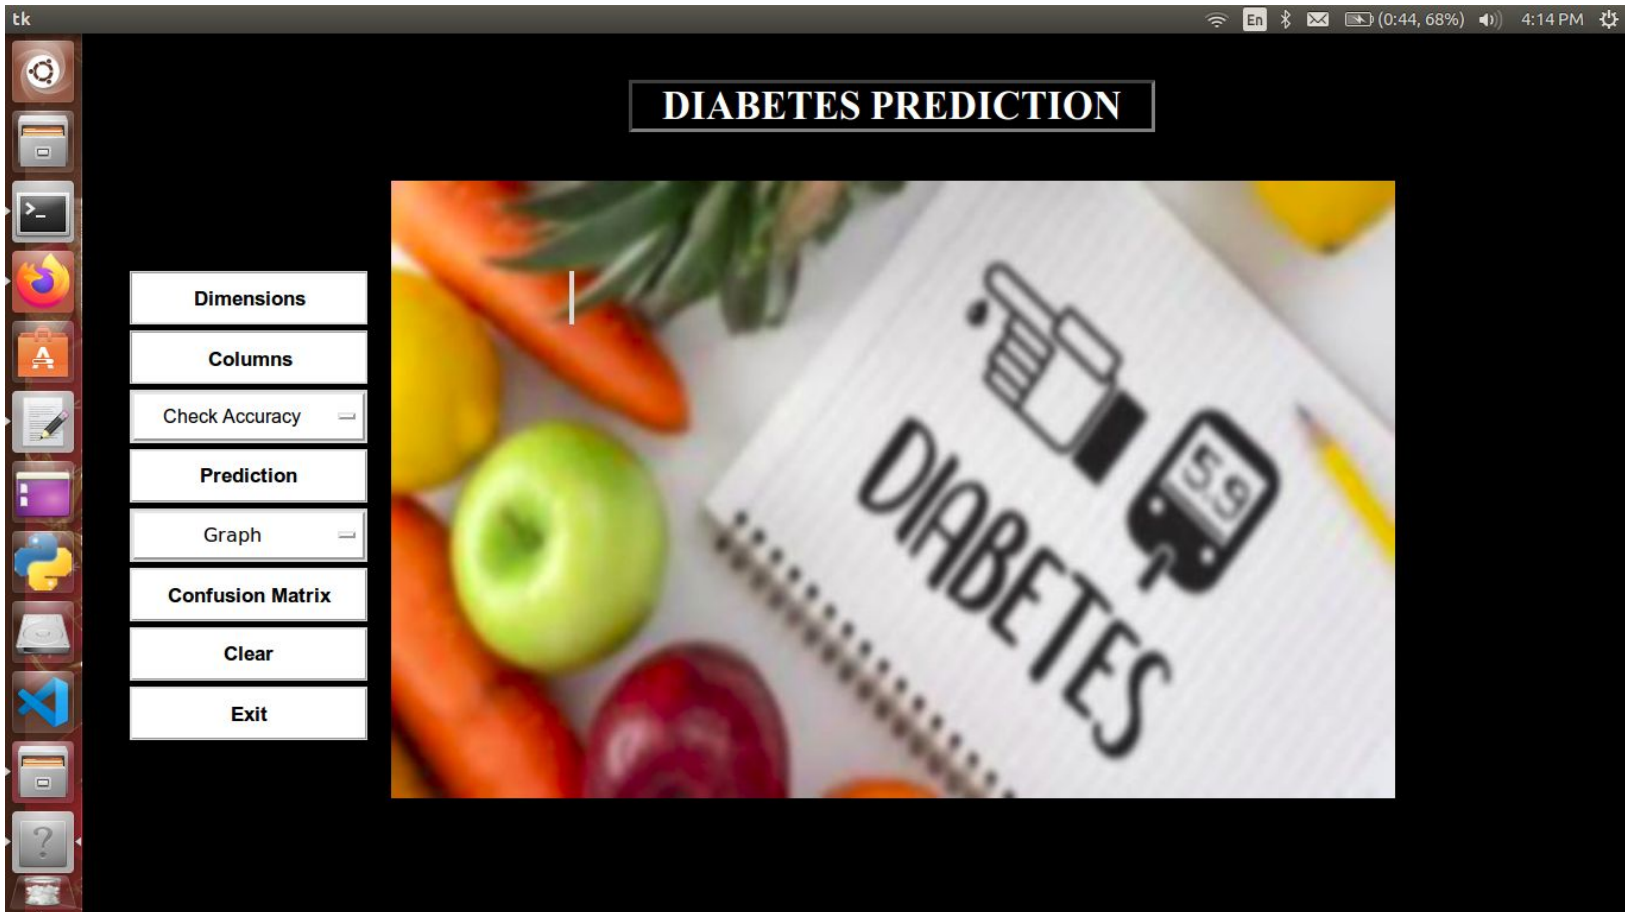 tk
En
(0:44, 68%)
4:14 PM
DIABETES PREDICTION
Dimensions
Columns
Check Accuracy
Prediction
Graph
Confusion Matrix
Clear
Exit
5.9
DIABETES